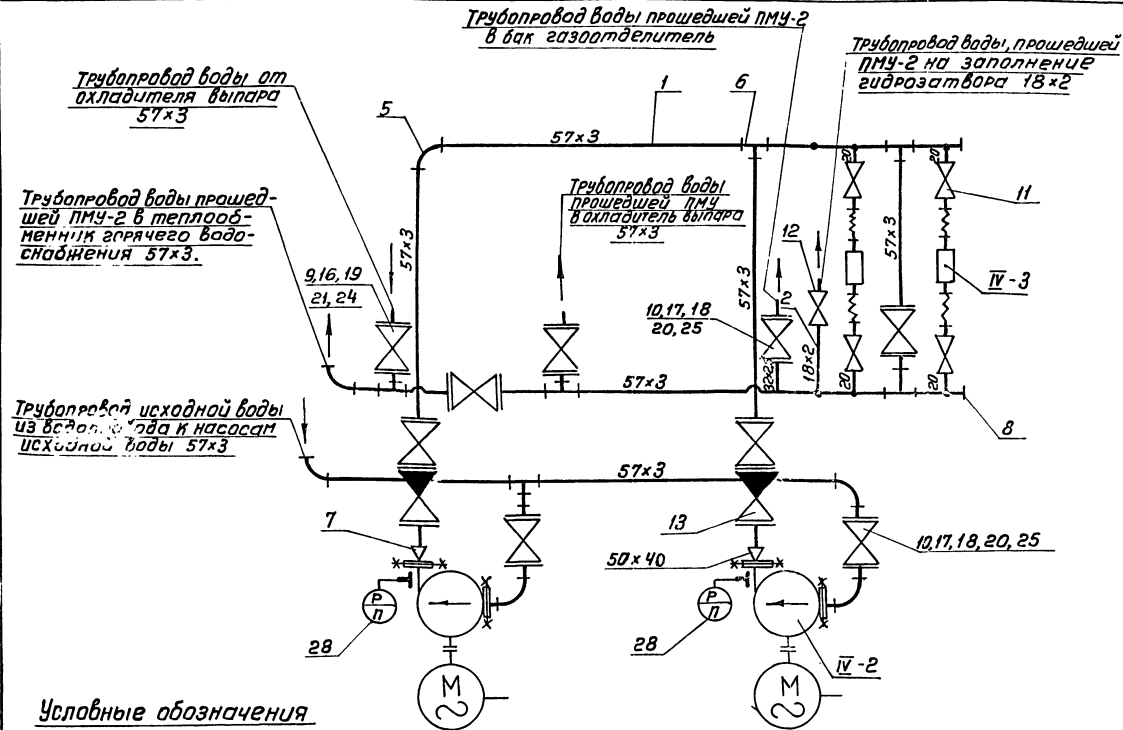 Трубопровод воды прошедшей ПМУ-2
в бак газоотделитель
Трубопровод воды, прошедшей
ПМУ-2 на заполнение
гидрозатвора 18×2
Трубопровод воды от
охладителя выпара
57×3
5
1
6
57×3
20
20
11
Трубопровод воды прошед-
шей ПМУ-2 в теплооб-
менник горячего водо-
снабжения 57×3.
Трубопровод воды
прошедшей ПМУ
в охладитель выпара
57×3
57×3
57×3
57×3
12
IV-3
9,16,19
21,24
10,17,18
20,25
2
18×2
57×3
20
20
8
Трубопровод исходной воды
из к насосам
исходной воды 57×3
57×3
7
13
50×40
10,17,18,20,25
Р
П
28
Р
П
28
IV-2
М
М
Условные обозначения